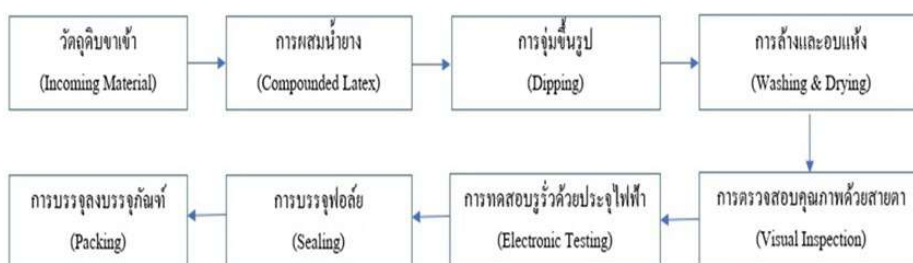 วัตถุดิบขาเข้า
(Incoming Material)
การผสมน้ำยาง
(Compounded Latex)
การจุ่มขึ้นรูป
(Dipping)
การล้างและอบแห้ง
(Washing & Drying)
การตรวจสอบคุณภาพด้วยสายตา
(Visual Inspection)
การทดสอบรูรั่วด้วยประจุไฟฟ้า
(Electronic Testing)
การบรรจุฟอล์ย
(Sealing)
การบรรจุลงบรรจุภัณฑ์
(Packing)